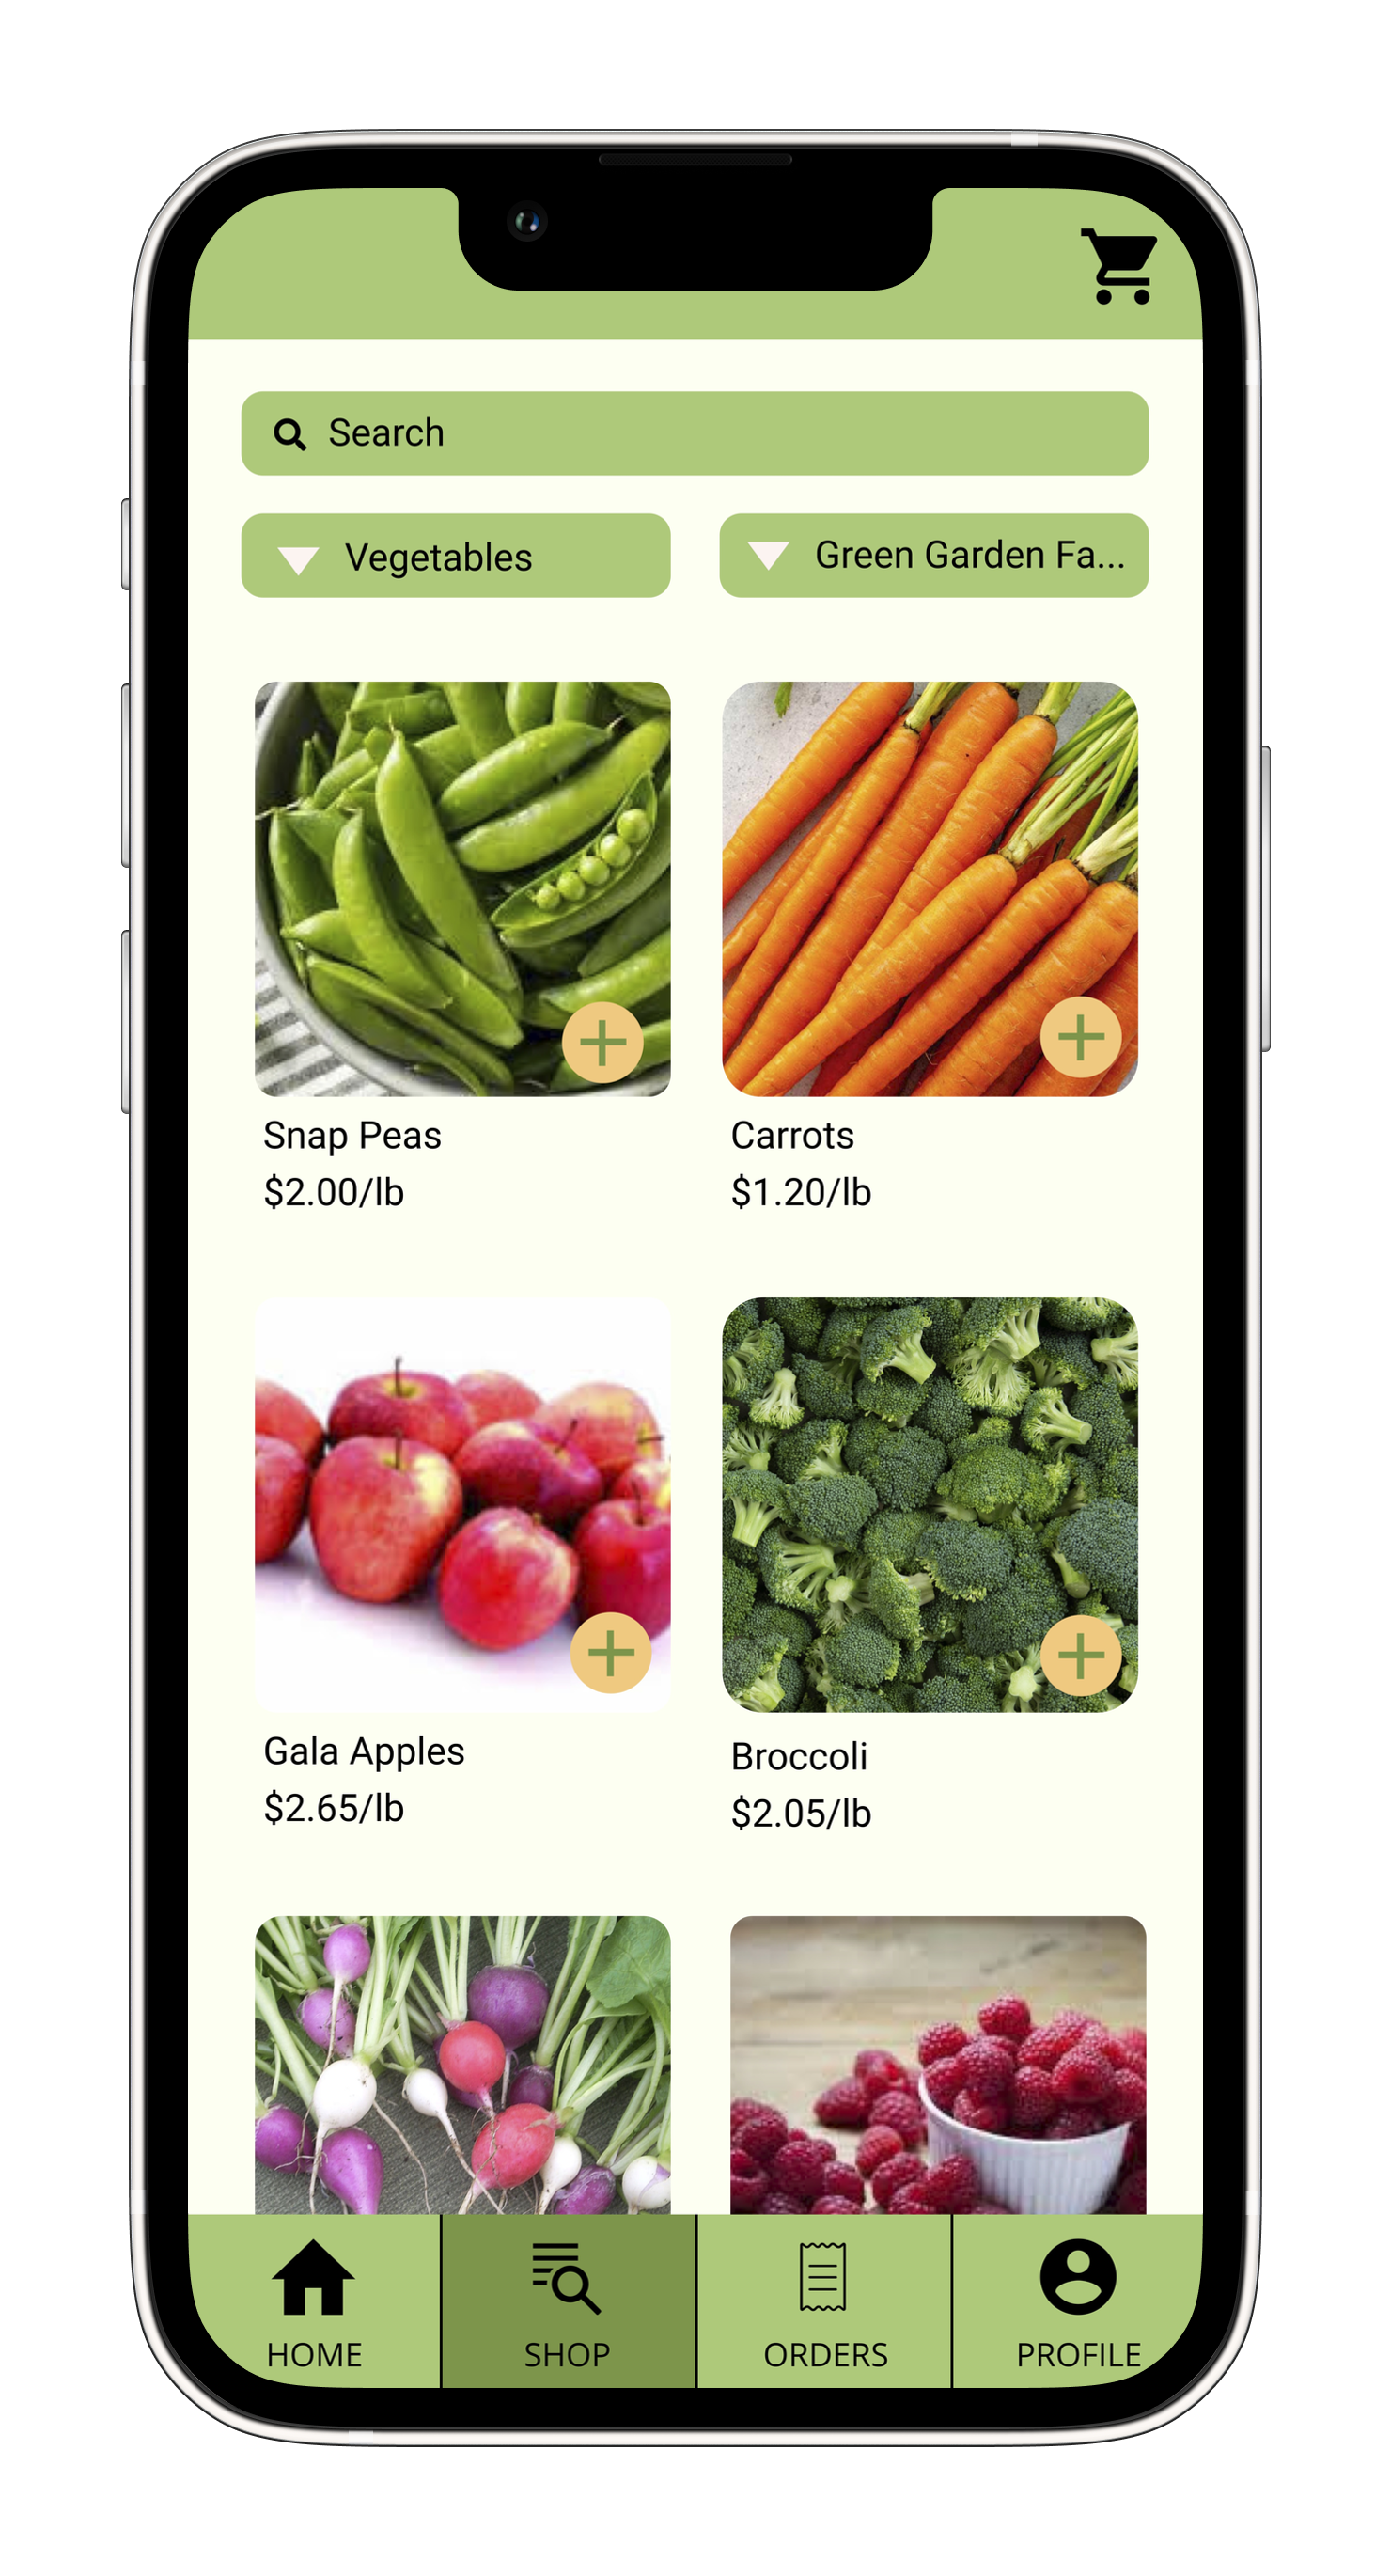 Search
Vegetables
Green Garden Fa...
Snap Peas
$2.00/lb
Carrots
$1.20/lb
Gala Apples
$2.65/lb
Broccoli
$2.05/lb
HOME
SHOP
ORDERS
PROFILE